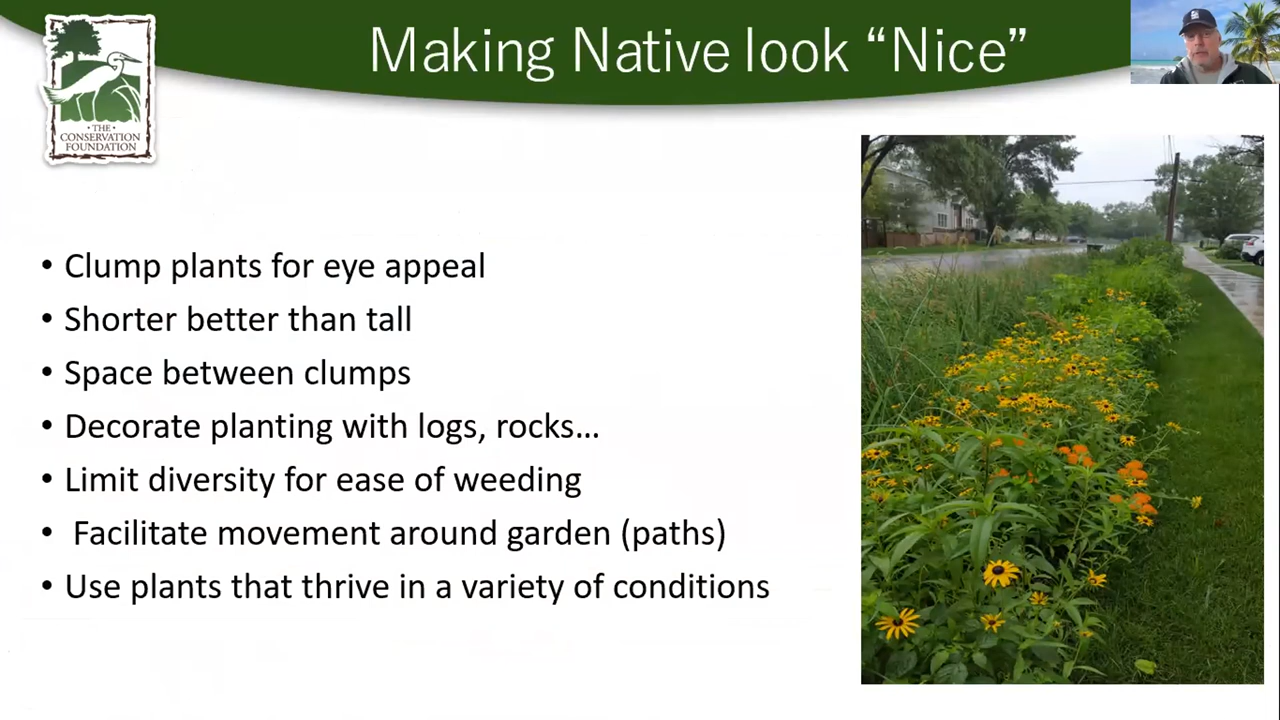 Making Native look “Nice”
• THE •
CONSERVATION
FOUNDATION
• Clump plants for eye appeal
• Shorter better than tall
• Space between clumps
• Decorate planting with logs, rocks…
• Limit diversity for ease of weeding
• Facilitate movement around garden (paths)
• Use plants that thrive in a variety of conditions